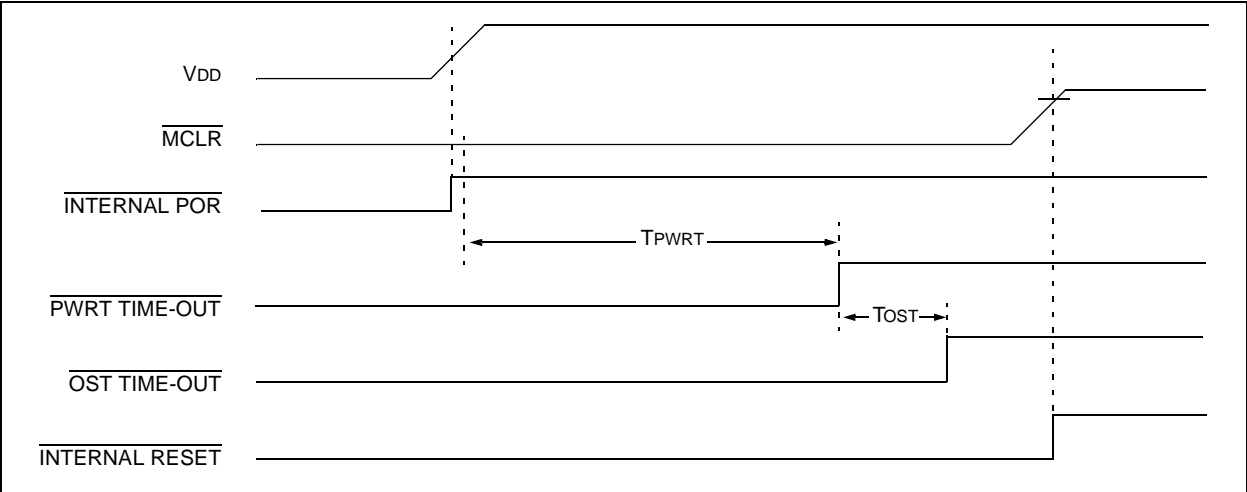 VDD
MCLR
INTERNAL POR
TPWRT
PWRT TIME-OUT
TOST
OST TIME-OUT
INTERNAL RESET